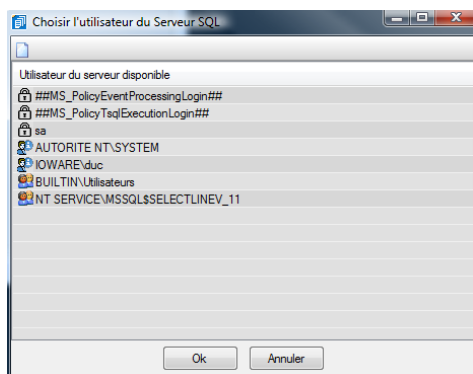 Choisir l'utilisateur du Serveur SQL
Utilisateur du serveur disponible
##MS_PolicyEventProcessingLogin##
##MS_PolicyTsqlExecutionLogin##
sa
AUTORITE NT\SYSTEM
IOWARE\duc
BUILTIN\Utilisateurs
NT SERVICE\MSSQL$SELECTLINEV_11
Ok Annuler